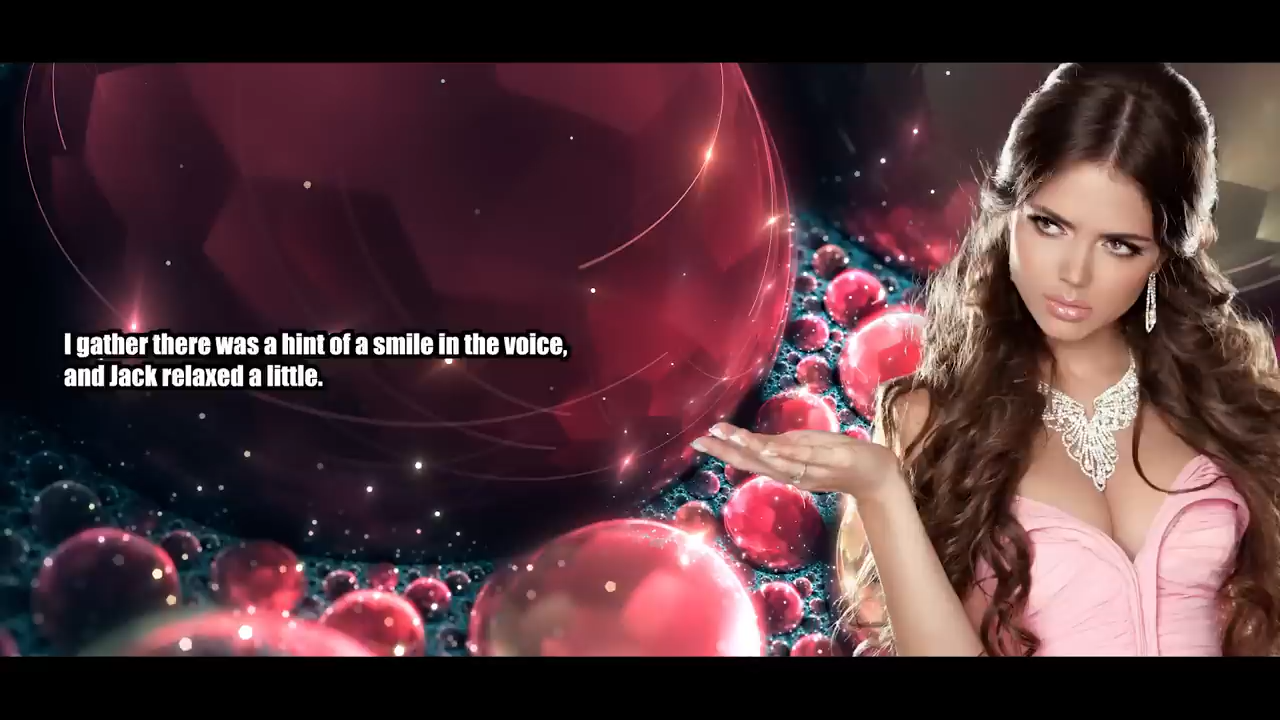 I gather there was a hint of a smile in the voice,
and Jack relaxed a little.